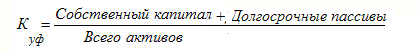 К уф = Собственный капитал + Долгосрочные пассивы
Всего активов